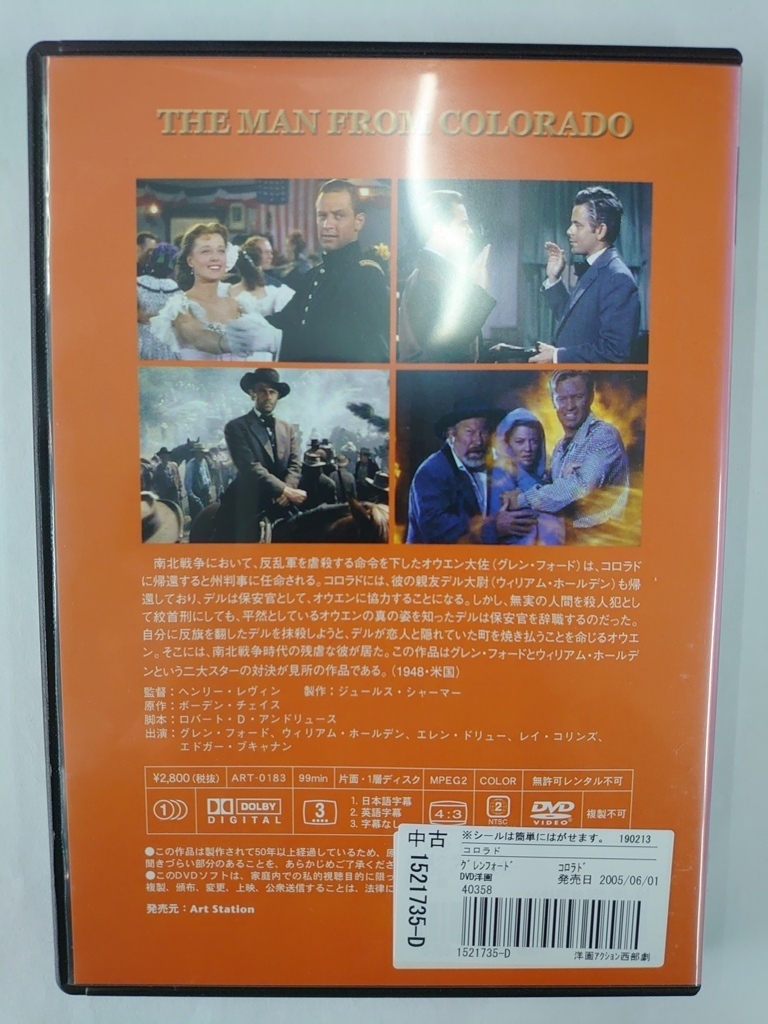 THE MAN FROM COLORADO
南北戦争において、反乱軍を虐殺する命令を下したオウエン大佐(グレン・フォード)は、コロラド
に帰還すると州判事に任命される。コロラドには、彼の親友デル大尉(ウィリアム・ホールデン)も帰
還しており、デルは保安官として、オウエンに協力することになる。しかし、無実の人間を殺人犯とし
て絞首刑にしても、平然としているオウエンの真の姿を知ったデルは保安官を辞職するのだった。
自分に反旗を翻したデルを抹殺しようと、デルが恋人と隠れていた町を焼き払うことを命じるオウエ
ン。そこには、南北戦争時代の残虐な彼が居た。この作品はグレン・フォードとウィリアム・ホールデ
ンという二大スターの対決が見所の作品である。(1948・米国)
監督:ヘンリー・レヴィン 製作:ジュールス・シャーマー
原作:ボーデン・チェイス
脚本:ロバート・D・アンドリュース
出演:グレン・フォード、ウィリアム・ホールデン、エレン・ドリュー、レイ・コリンズ、
エドガー・ブキャナン
¥2,800(税抜) ART-0183 99min 片面・1層ディスク MPEG2 COLOR 無許可レンタル不可
1 DOLBY DIGITAL 3 1. 日本語字幕 2. 英語字幕 3. 字幕なし 4:3 2 NTSC DVD VIDEO 複製不可
●この作品は製作されて50年以上経過しているため、
聞きづらい部分のあることを、あらかじめご了承くださ
●このDVDソフトは、家庭内での私的視聴目的に限っ
複製、頒布、変更、上映、公衆送信することは、法律に
発売元:Art Station
中古 1521735-D
※シールは簡単にはがせます。 190213
コロラド
グレンフォード コロラド
DVD洋画 発売日 2005/06/01
40358
1521735-D 洋画アクション西部劇